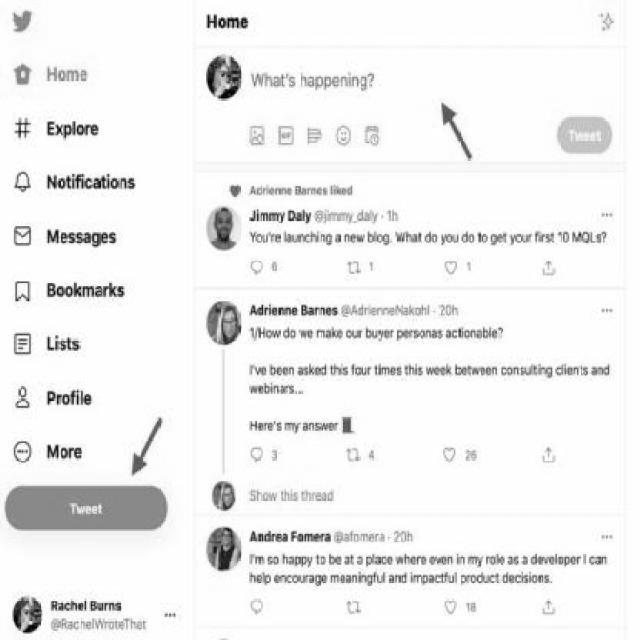 Home
Explore
Notifications
Messages
Bookmarks
Lists
Profile
More
Tweet
Rachel Burns
@RachelWroteThat
Home
What's happening?
GIF
Tweet
Adrienne Barnes liked
Jimmy Daly @jimmy_daly · 1h
You're launching a new blog. What do you do to get your first 10 MQLs?
6 1 1
Adrienne Barnes @AdrienneNakohl · 20h
1/How do we make our buyer personas actionable?
I've been asked this four times this week between consulting clients and
webinars...
Here's my answer
3 4 26
Show this thread
Andrea Fomera @afomera · 20h
I'm so happy to be at a place where even in my role as a developer I can
help encourage meaningful and impactful product decisions.
18